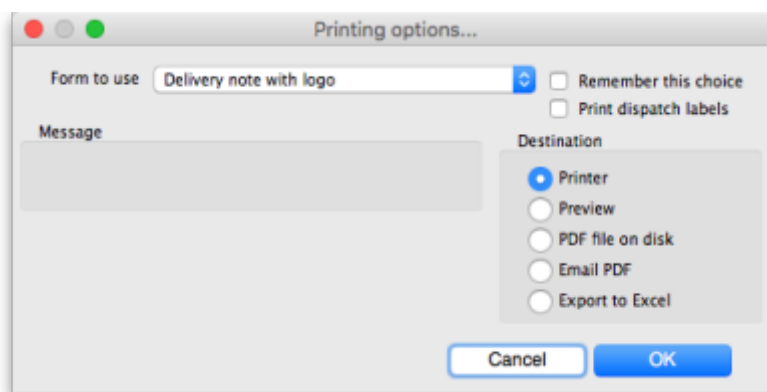 Printing options...
Form to use Delivery note with logo Remember this choice
Print dispatch labels
Message
Destination
Printer
Preview
PDF file on disk
Email PDF
Export to Excel
Cancel OK